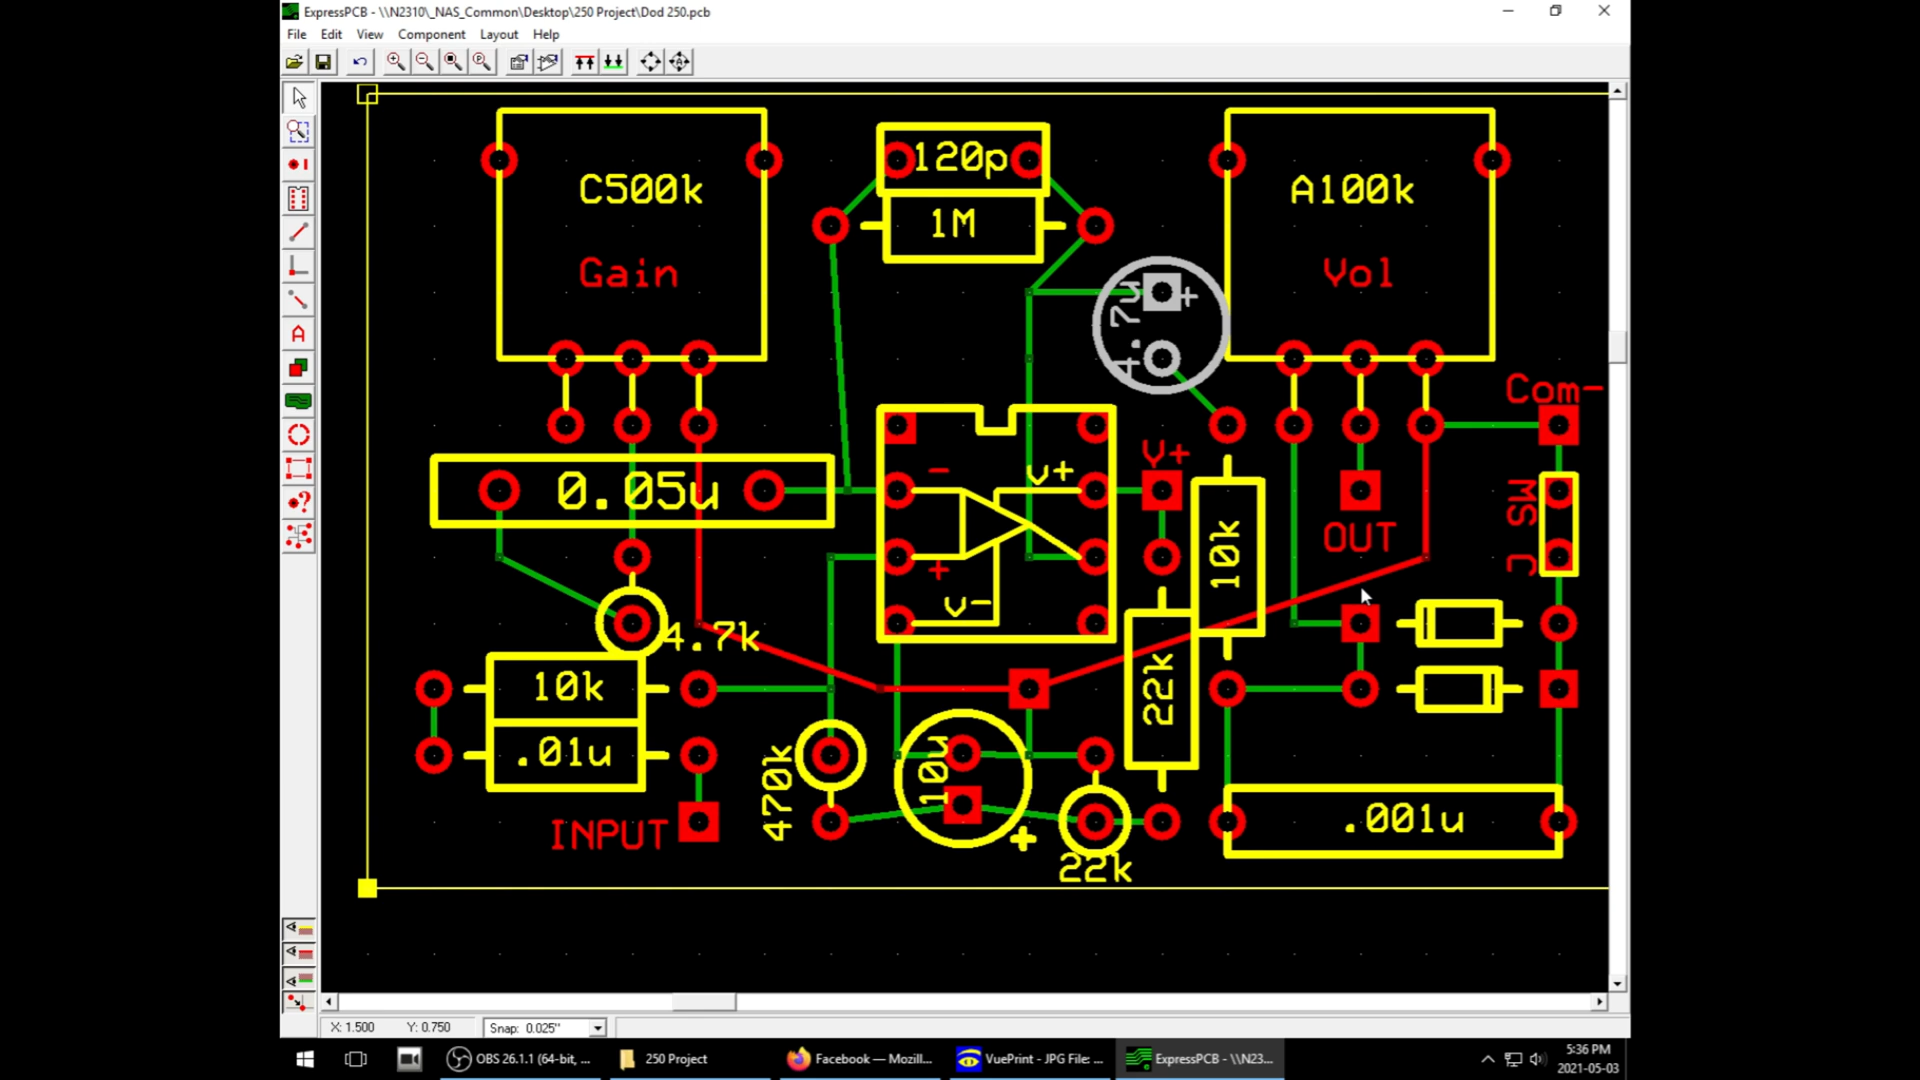 ExpressPCB - \\N2310\_NAS_Common\Desktop\250 Project\Dod 250.pcb
File Edit View Component Layout Help
C500k
Gain
120p
1M
A100k
Vol
4.7u
+
Com-
0.05u
-
v+
V+
10k
OUT
SW
J
+
v-
4.7k
22k
10k
.01u
470k
10u
+
.001u
INPUT
22k
X: 1.500 Y: 0.750 Snap: 0.025"
OBS 26.1.1 (64-bit, ...
250 Project
Facebook — Mozill...
VuePrint - JPG File: ...
ExpressPCB - \\N23...
5:36 PM
2021-05-03